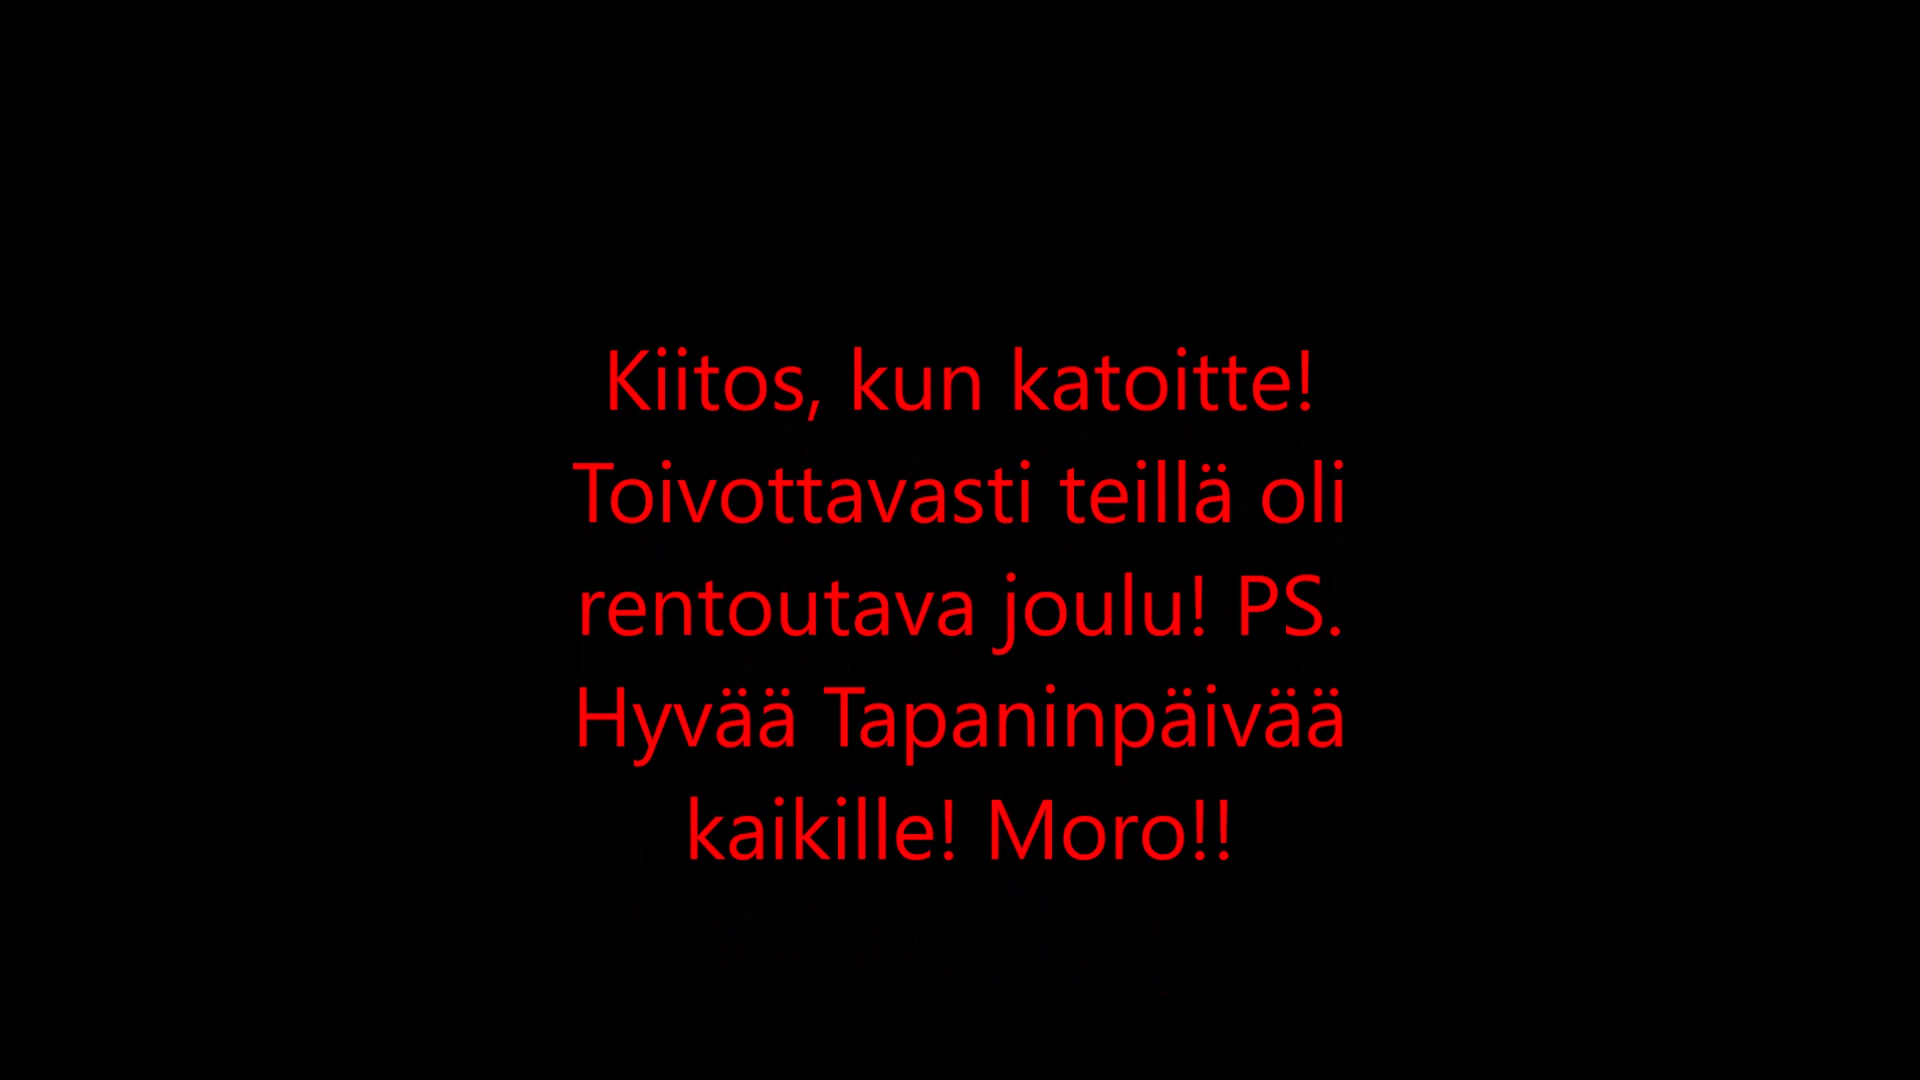 Kiitos, kun katoitte!
Toivottavasti teillä oli
rentoutava joulu! PS.
Hyvää Tapaninpäivää
kaikille! Moro!!